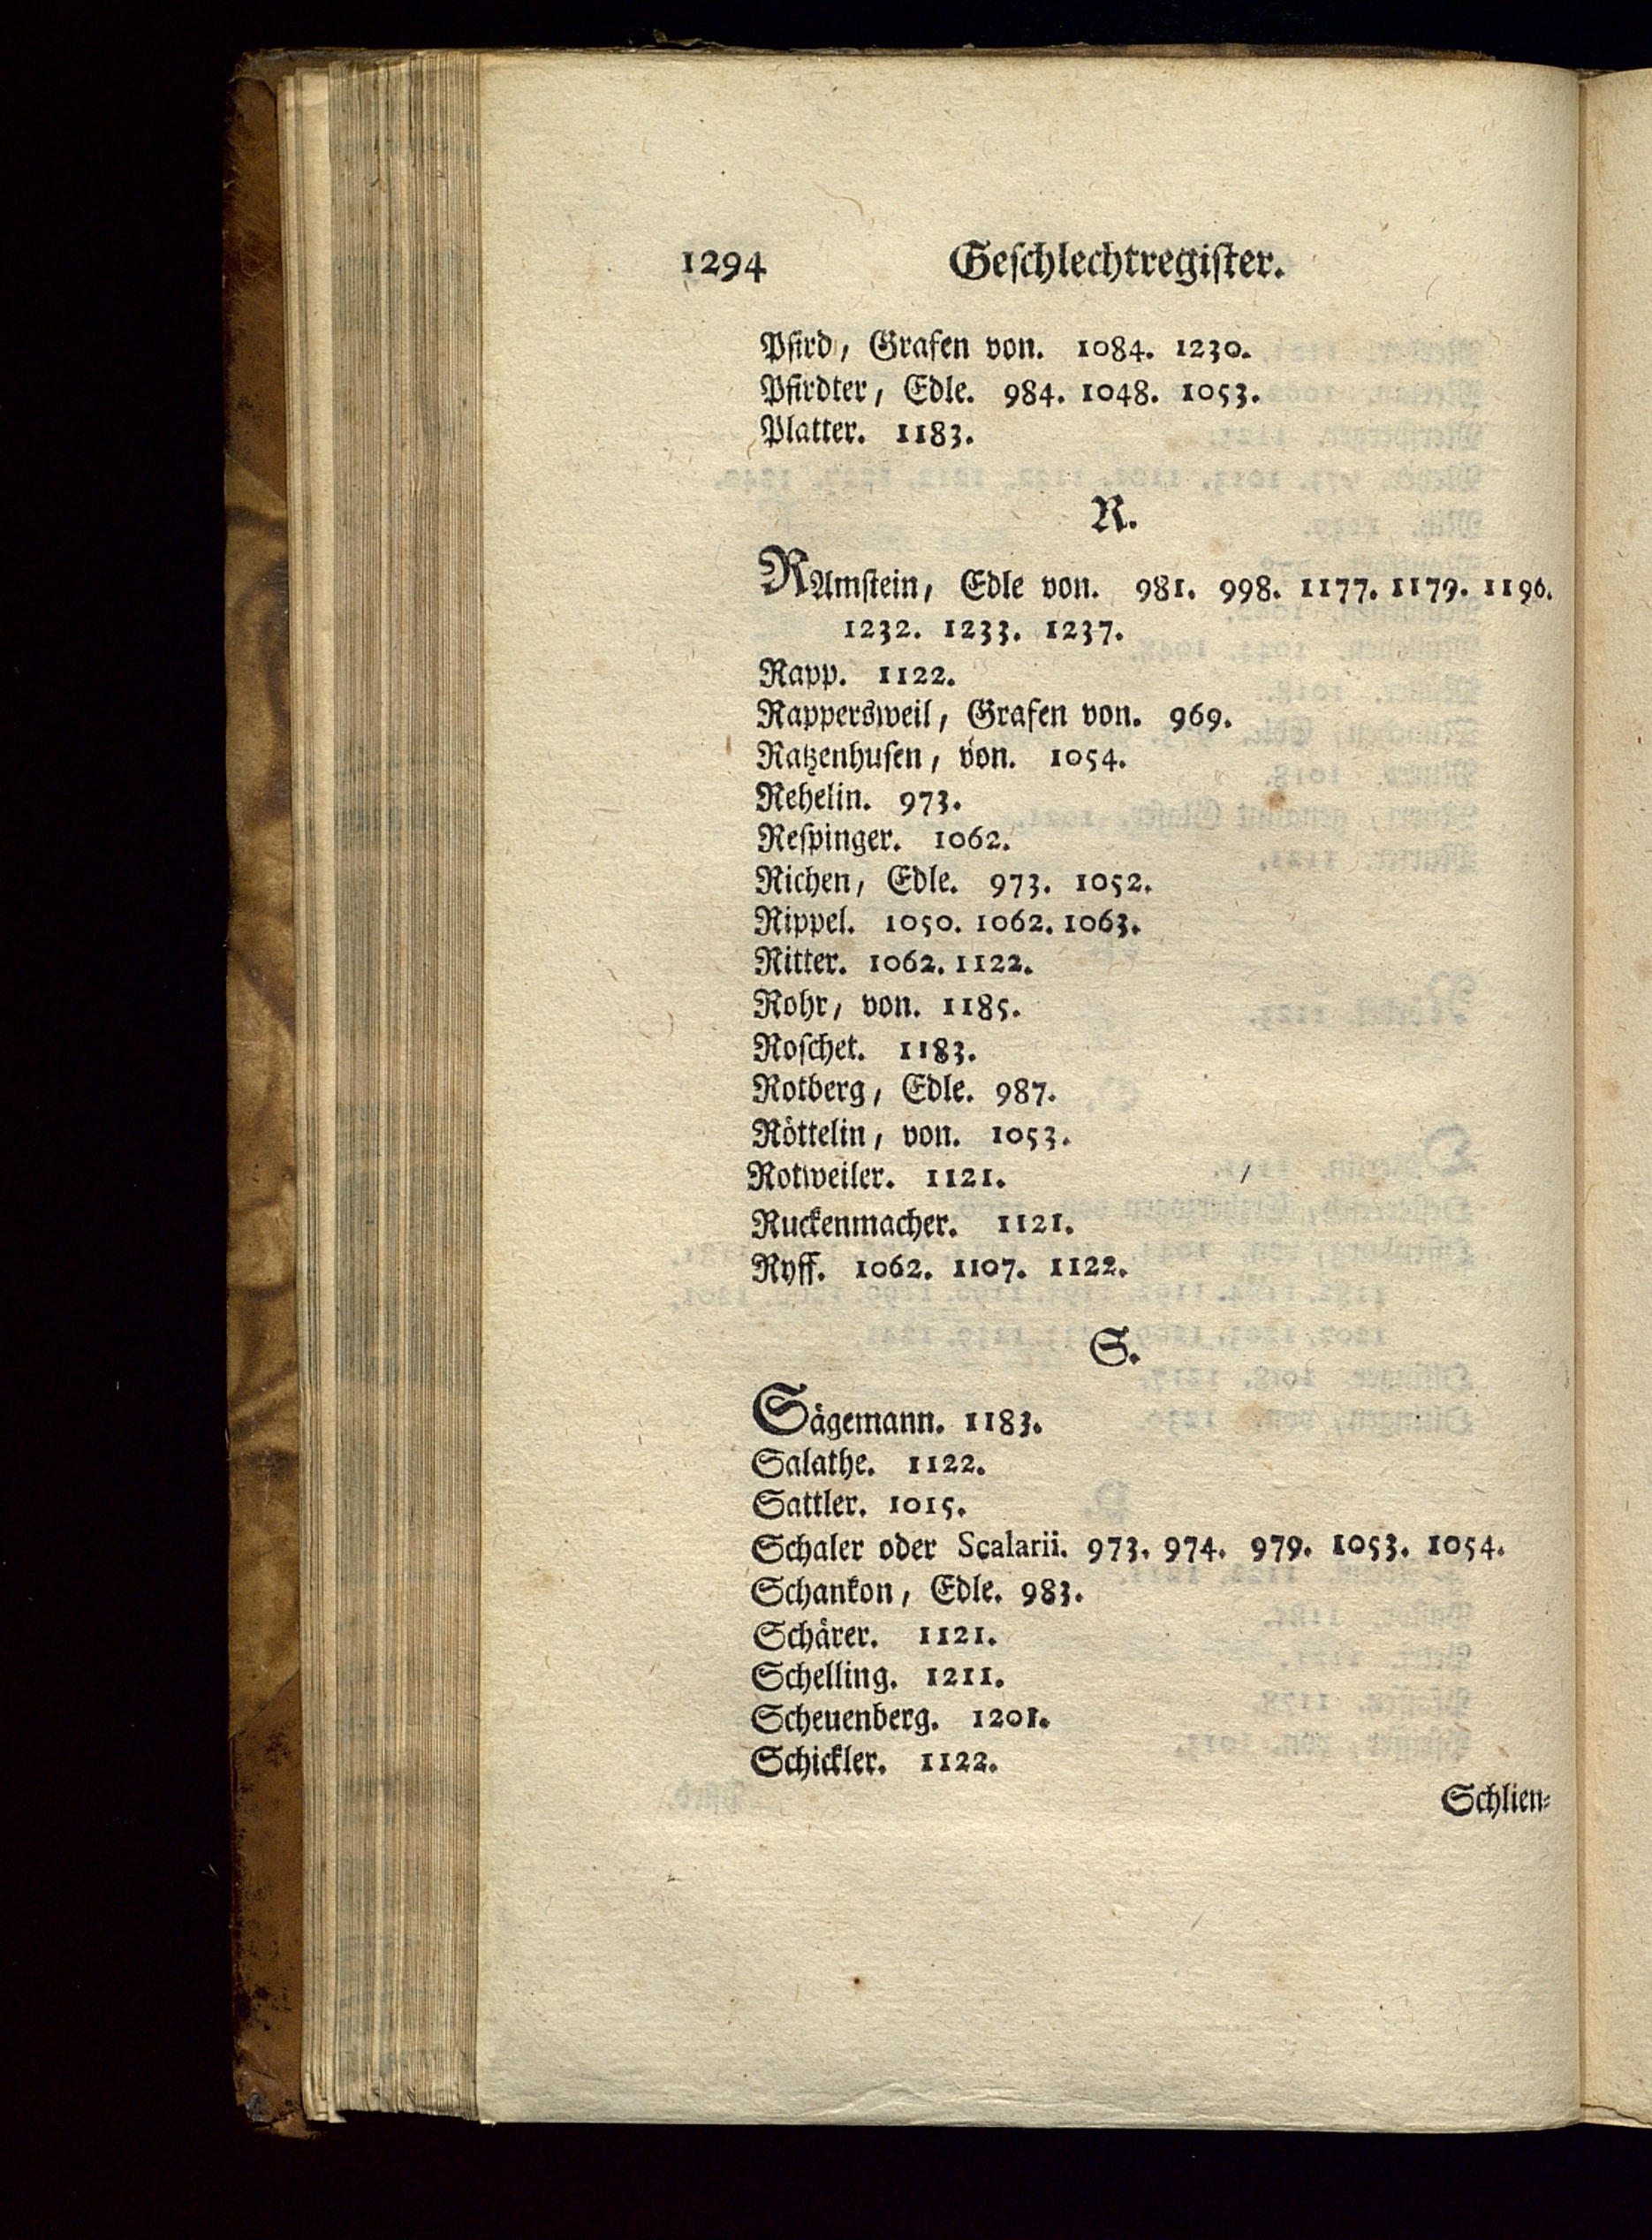 1294 Geschlechtregister.
Pfird, Grafen von. 1084. 1230.
Pfirdter, Edle. 984. 1048. 1053.
Platter. 1183.
R.
RAmstein, Edle von. 981. 998. 1177. 1179. 1196.
1232. 1233. 1237.
Rapp. 1122.
Rappersweil, Grafen von. 969.
Ratzenhusen, von. 1054.
Rehelin. 973.
Respinger. 1062.
Richen, Edle. 973. 1052.
Rippel. 1050. 1062. 1063.
Ritter. 1062. 1122.
Rohr, von. 1185.
Roschet. 1183.
Rotberg, Edle. 987.
Röttelin, von. 1053.
Rotweiler. 1121.
Ruckenmacher. 1121.
Ryff. 1062. 1107. 1122.
S.
Sägemann. 1183.
Salathe. 1122.
Sattler. 1015.
Schaler oder Scalarii. 973. 974. 979. 1053. 1054.
Schankon, Edle. 983.
Schärer. 1121.
Schelling. 1211.
Scheuenberg. 1201.
Schickler. 1122.
Schlien-